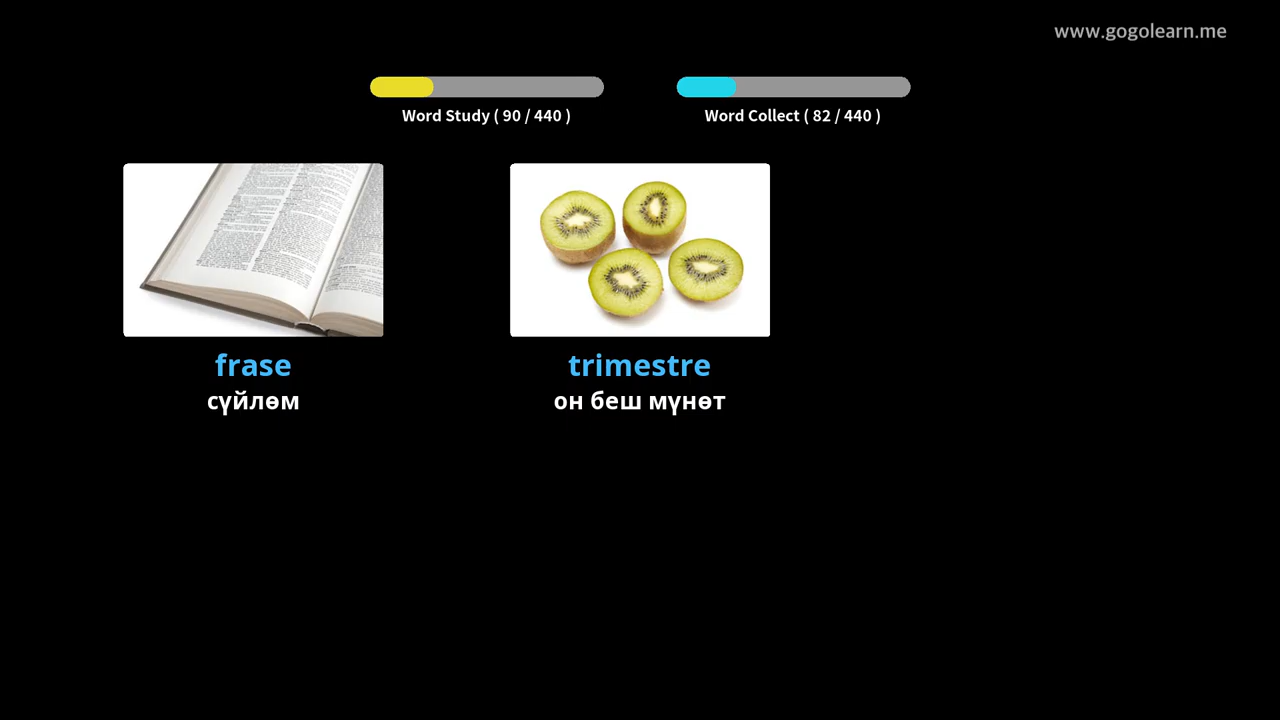 www.gogolearn.me
Word Study ( 90 / 440 )
Word Collect ( 82 / 440 )
frase
сүйлөм
trimestre
он беш мүнөт